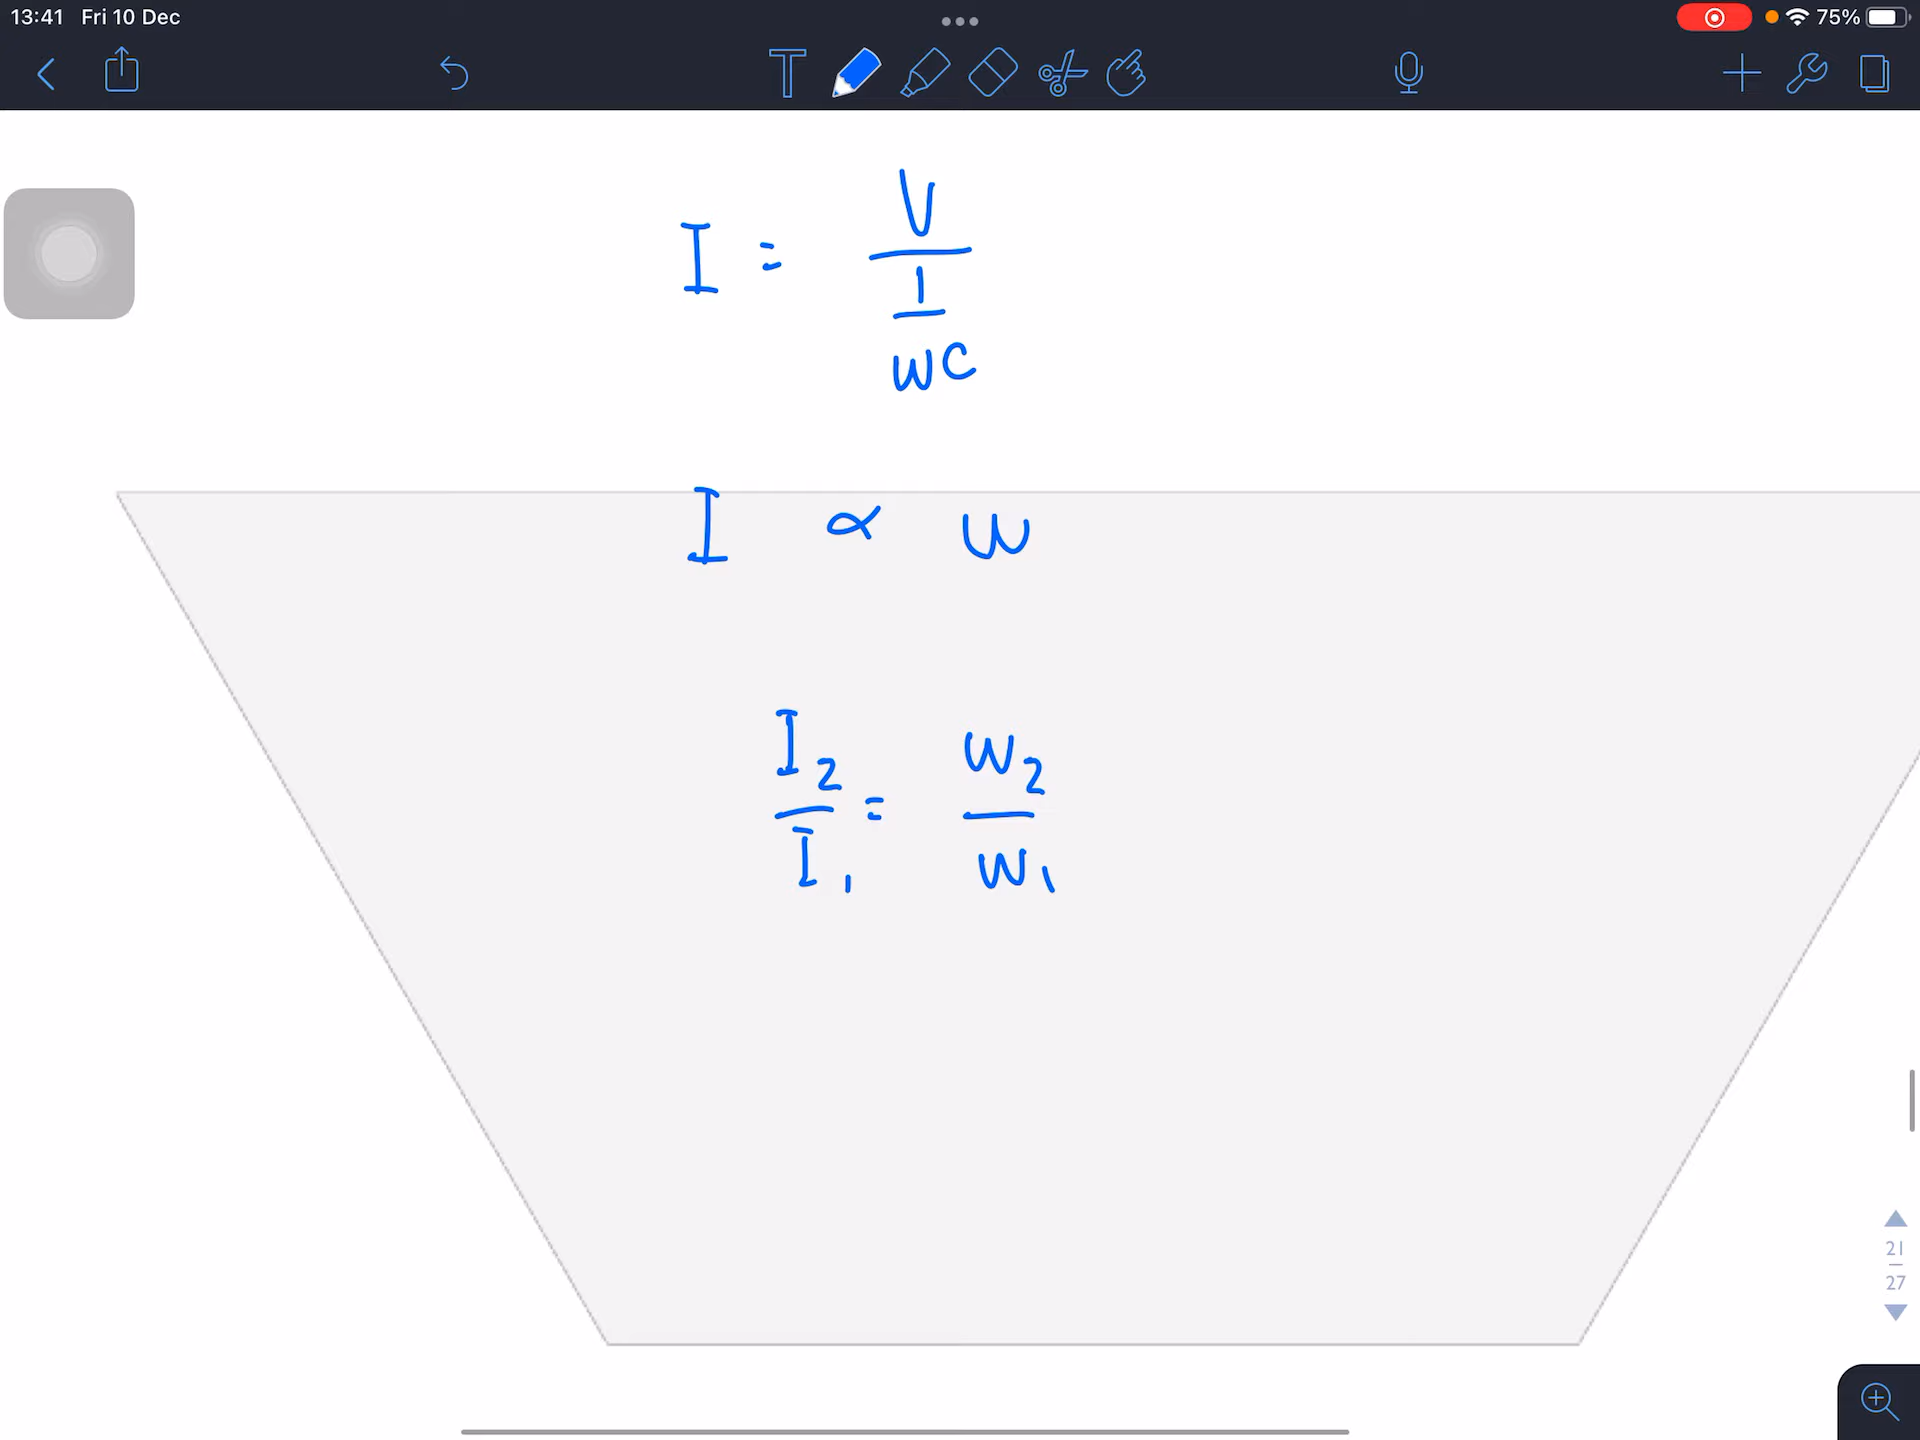 13:41 Fri 10 Dec 75%
I = V
1
wC
I ∝ w
I2 = w2
I1 w1
21
27